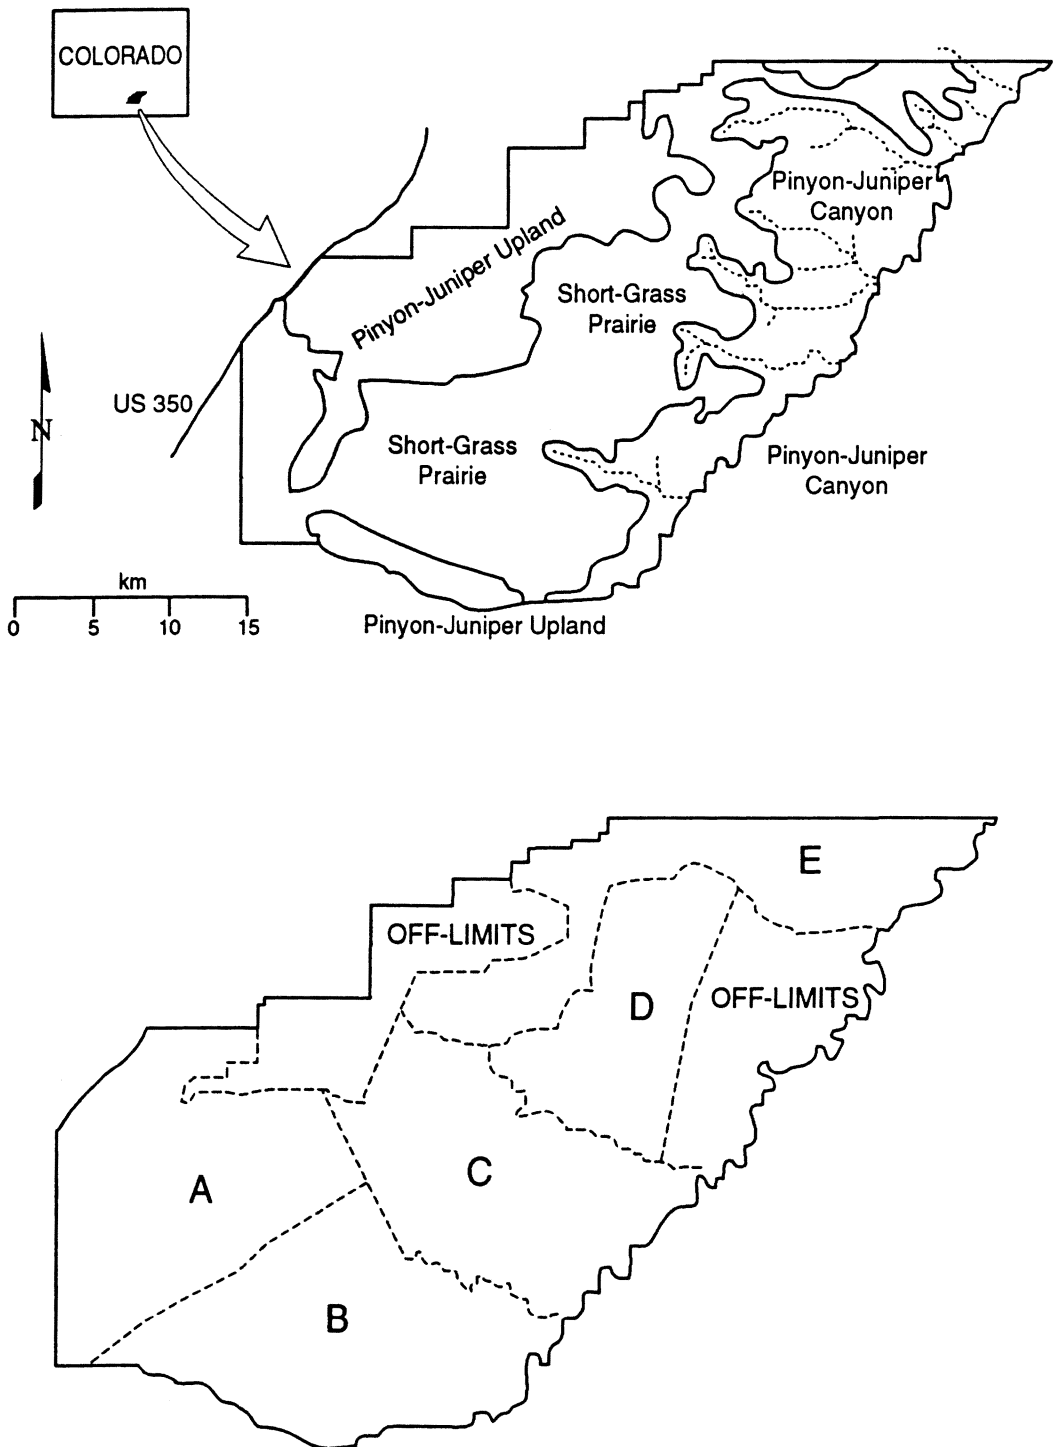 COLORADO
Pinyon-Juniper
Canyon
Pinyon-Juniper Upland
Short-Grass
Prairie
US 350
N
Short-Grass
Prairie
Pinyon-Juniper
Canyon
km
0 5 10 15
Pinyon-Juniper Upland
E
OFF-LIMITS
D
OFF-LIMITS
C
A
B